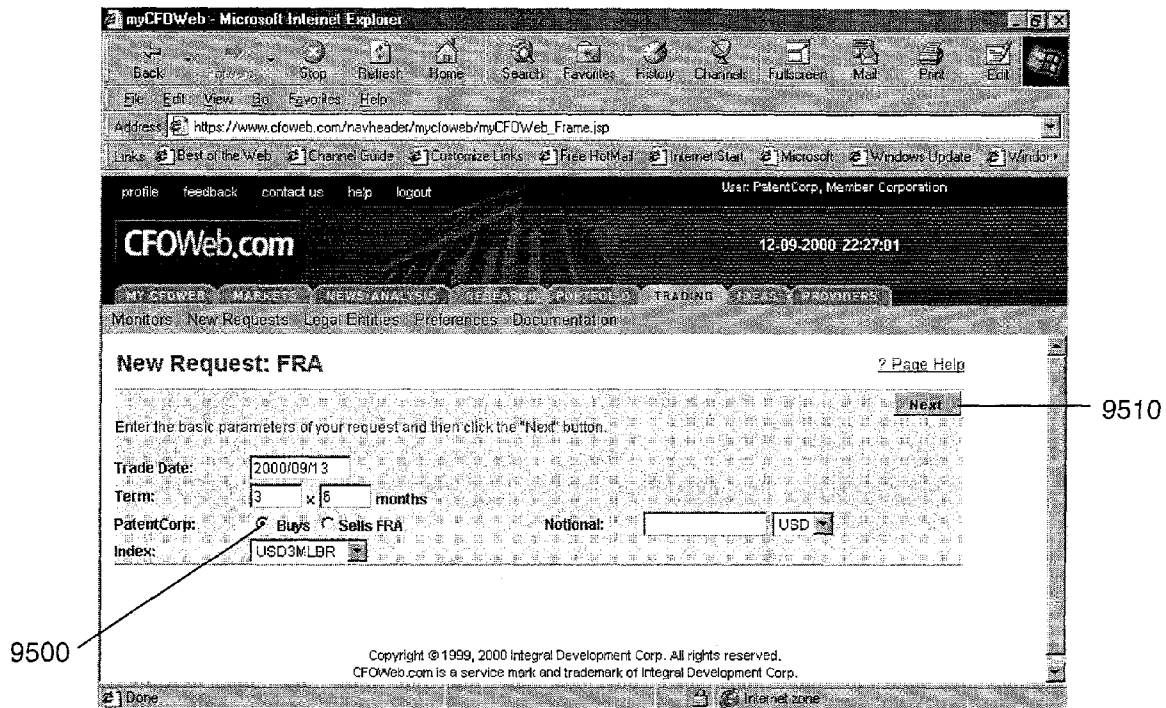 myCFOWeb - Microsoft Internet Explorer
Back Forward Stop Refresh Home Search Favorites History Channels Fullscreen Mail Print Edit
File Edit View Go Favorites Help
Address https://www.cfoweb.com/navheader/mycfoweb/myCFOWeb_Frame.jsp
Links Best of the Web Channel Guide Customize Links Free HotMail Internet Start Microsoft Windows Update Window
profile feedback contact us help logout User: PatentCorp, Member Corporation
CFOWeb.com 12-09-2000 22:27:01
MY CFOWEB MARKETS NEWS/ANALYSIS RESEARCH PORTFOLIO TRADING IDEAS PROVIDERS
Monitors New Requests Legal Entities Preferences Documentation
New Request: FRA ? Page Help
Next 9510
Enter the basic parameters of your request and then click the "Next" button.
Trade Date: 2000/09/13
Term: 3 x 6 months
PatentCorp: Buys Sells FRA Notional: USD
Index: USD3MLBR
9500
Copyright © 1999, 2000 Integral Development Corp. All rights reserved.
CFOWeb.com is a service mark and trademark of Integral Development Corp.
Done Internet zone